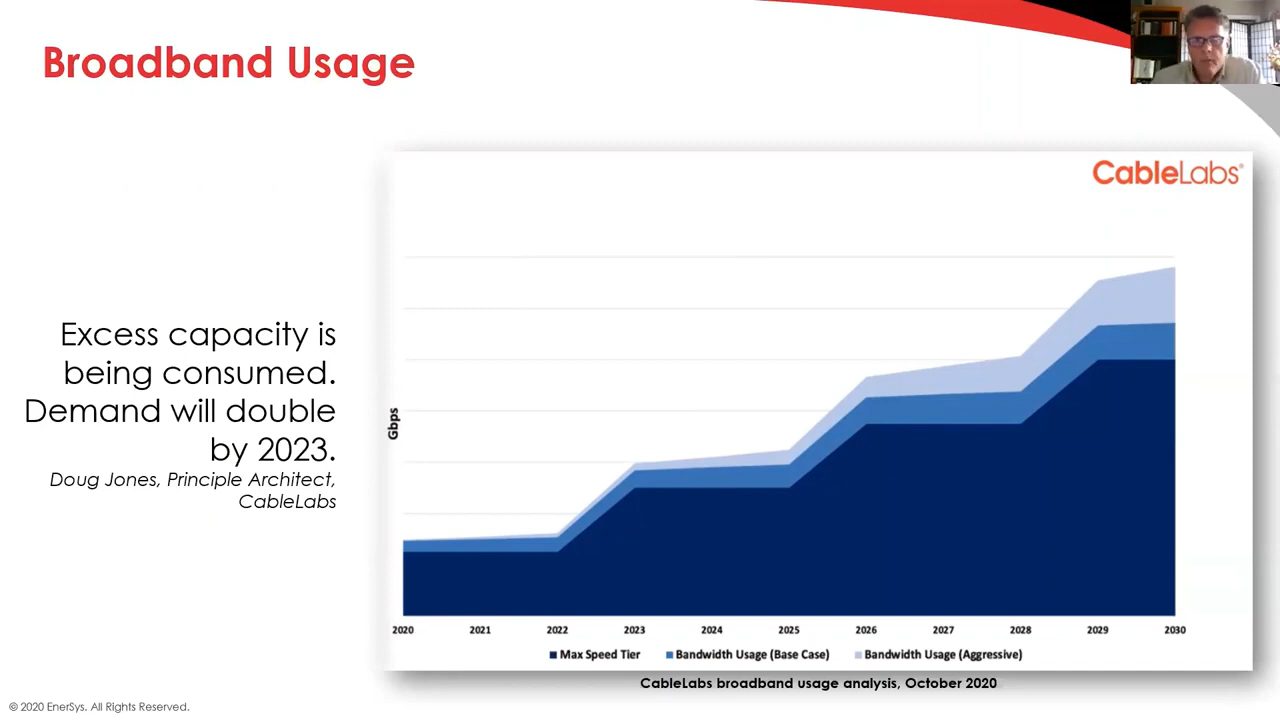 Broadband Usage
CableLabs®
Excess capacity is
being consumed.
Demand will double
by 2023.
Doug Jones, Principle Architect,
CableLabs
Gbps
2020 2021 2022 2023 2024 2025 2026 2027 2028 2029 2030
Max Speed Tier Bandwidth Usage (Base Case) Bandwidth Usage (Aggressive)
CableLabs broadband usage analysis, October 2020
© 2020 EnerSys. All Rights Reserved.